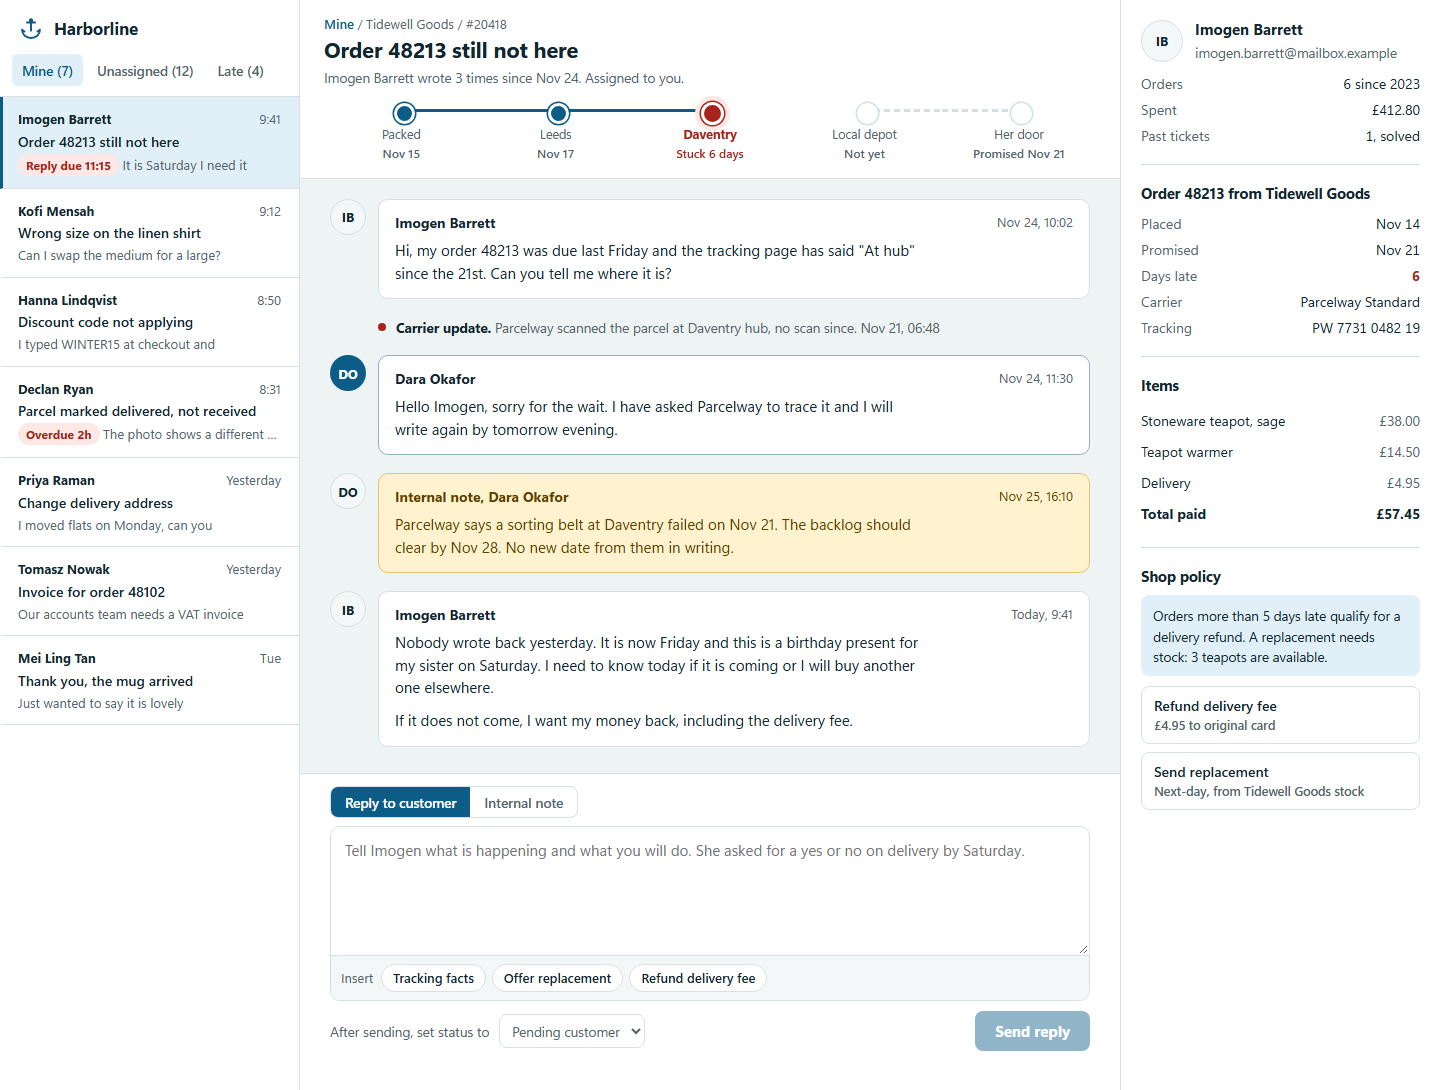 Harborline
Mine (7)
Unassigned (12)
Late (4)
Imogen Barrett
9:41
Order 48213 still not here
Reply due 11:15
It is Saturday I need it
Kofi Mensah
9:12
Wrong size on the linen shirt
Can I swap the medium for a large?
Hanna Lindqvist
8:50
Discount code not applying
I typed WINTER15 at checkout and
Declan Ryan
8:31
Parcel marked delivered, not received
Overdue 2h
The photo shows a different ...
Priya Raman
Yesterday
Change delivery address
I moved flats on Monday, can you
Tomasz Nowak
Yesterday
Invoice for order 48102
Our accounts team needs a VAT invoice
Mei Ling Tan
Tue
Thank you, the mug arrived
Just wanted to say it is lovely
Mine / Tidewell Goods / #20418
Order 48213 still not here
Imogen Barrett wrote 3 times since Nov 24. Assigned to you.
Packed
Nov 15
Leeds
Nov 17
Daventry
Stuck 6 days
Local depot
Not yet
Her door
Promised Nov 21
IB
Imogen Barrett
Nov 24, 10:02
Hi, my order 48213 was due last Friday and the tracking page has said "At hub"
since the 21st. Can you tell me where it is?
Carrier update. Parcelway scanned the parcel at Daventry hub, no scan since. Nov 21, 06:48
DO
Dara Okafor
Nov 24, 11:30
Hello Imogen, sorry for the wait. I have asked Parcelway to trace it and I will
write again by tomorrow evening.
DO
Internal note, Dara Okafor
Nov 25, 16:10
Parcelway says a sorting belt at Daventry failed on Nov 21. The backlog should
clear by Nov 28. No new date from them in writing.
IB
Imogen Barrett
Today, 9:41
Nobody wrote back yesterday. It is now Friday and this is a birthday present for
my sister on Saturday. I need to know today if it is coming or I will buy another
one elsewhere.
If it does not come, I want my money back, including the delivery fee.
Reply to customer
Internal note
Tell Imogen what is happening and what you will do. She asked for a yes or no on delivery by Saturday.
Insert
Tracking facts
Offer replacement
Refund delivery fee
After sending, set status to
Pending customer
Send reply
IB
Imogen Barrett
imogen.barrett@mailbox.example
Orders
6 since 2023
Spent
£412.80
Past tickets
1, solved
Order 48213 from Tidewell Goods
Placed
Nov 14
Promised
Nov 21
Days late
6
Carrier
Parcelway Standard
Tracking
PW 7731 0482 19
Items
Stoneware teapot, sage
£38.00
Teapot warmer
£14.50
Delivery
£4.95
Total paid
£57.45
Shop policy
Orders more than 5 days late qualify for a
delivery refund. A replacement needs
stock: 3 teapots are available.
Refund delivery fee
£4.95 to original card
Send replacement
Next-day, from Tidewell Goods stock